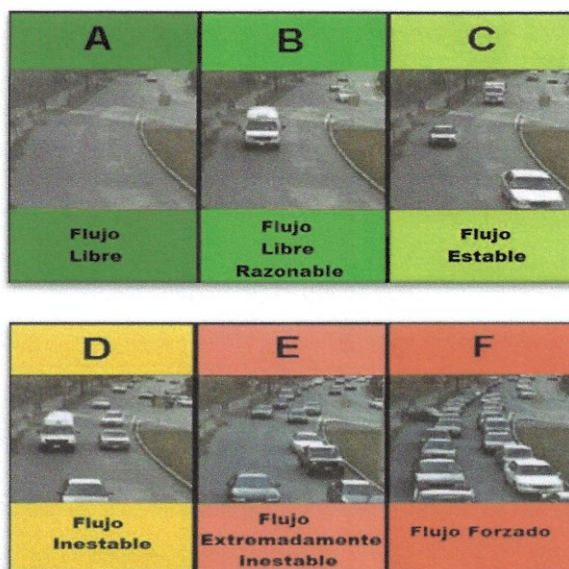 A
B
C
Flujo
Libre
Flujo
Libre
Razonable
Flujo
Estable
D
E
F
Flujo
Inestable
Flujo
Extremadamente
Inestable
Flujo Forzado